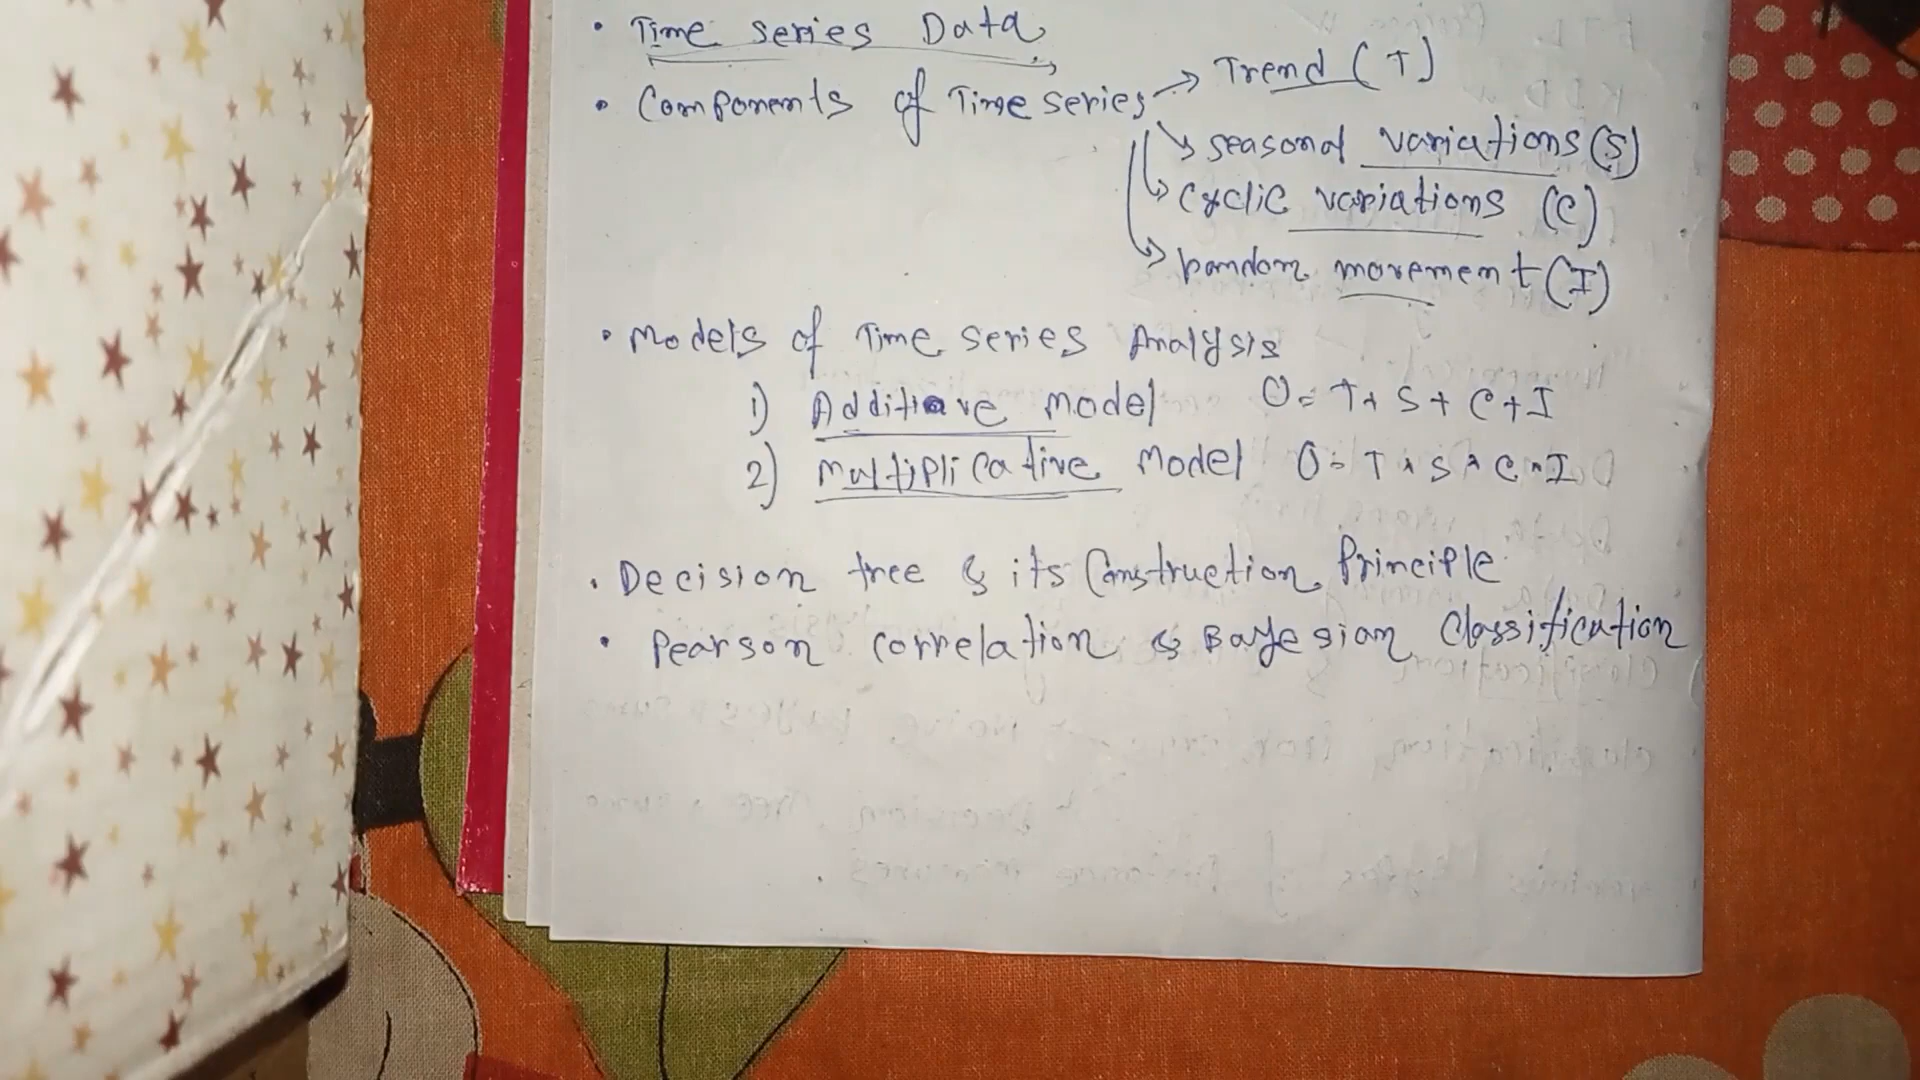 • Time series Data
• Components of Time series → Trend (T)
↳ seasonal variations (S)
↳ cyclic variations (C)
↳ Random movement (I)
• Models of Time series Analysis
1) Additive Model O = T + S + C + I
2) Multiplicative Model O = T * S * C * I
• Decision tree & its Construction Principle
• Pearson correlation & Bayesian Classification